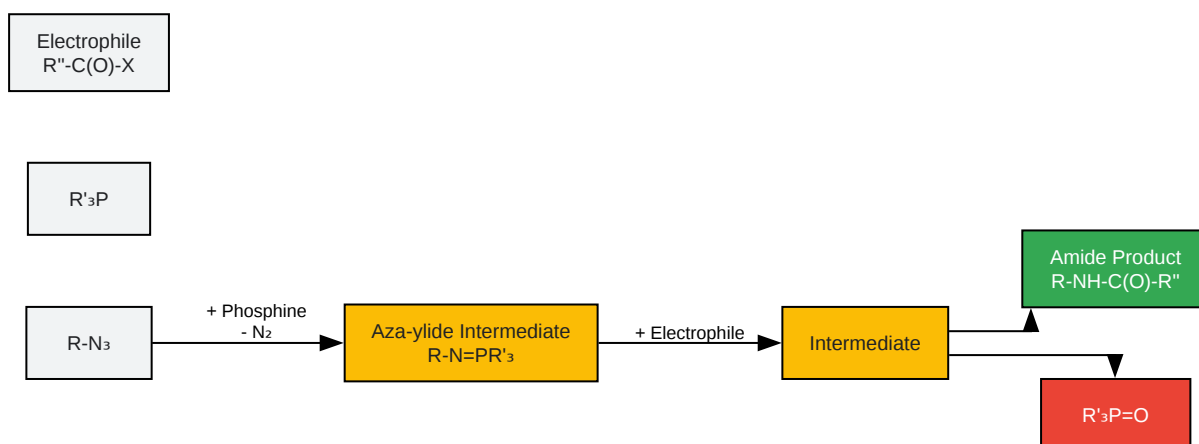 Electrophile
R"-C(O)-X
R'₃P
R-N₃
+ Phosphine
- N₂
Aza-ylide Intermediate
R-N=PR'₃
+ Electrophile
Intermediate
Amide Product
R-NH-C(O)-R"
R'₃P=O